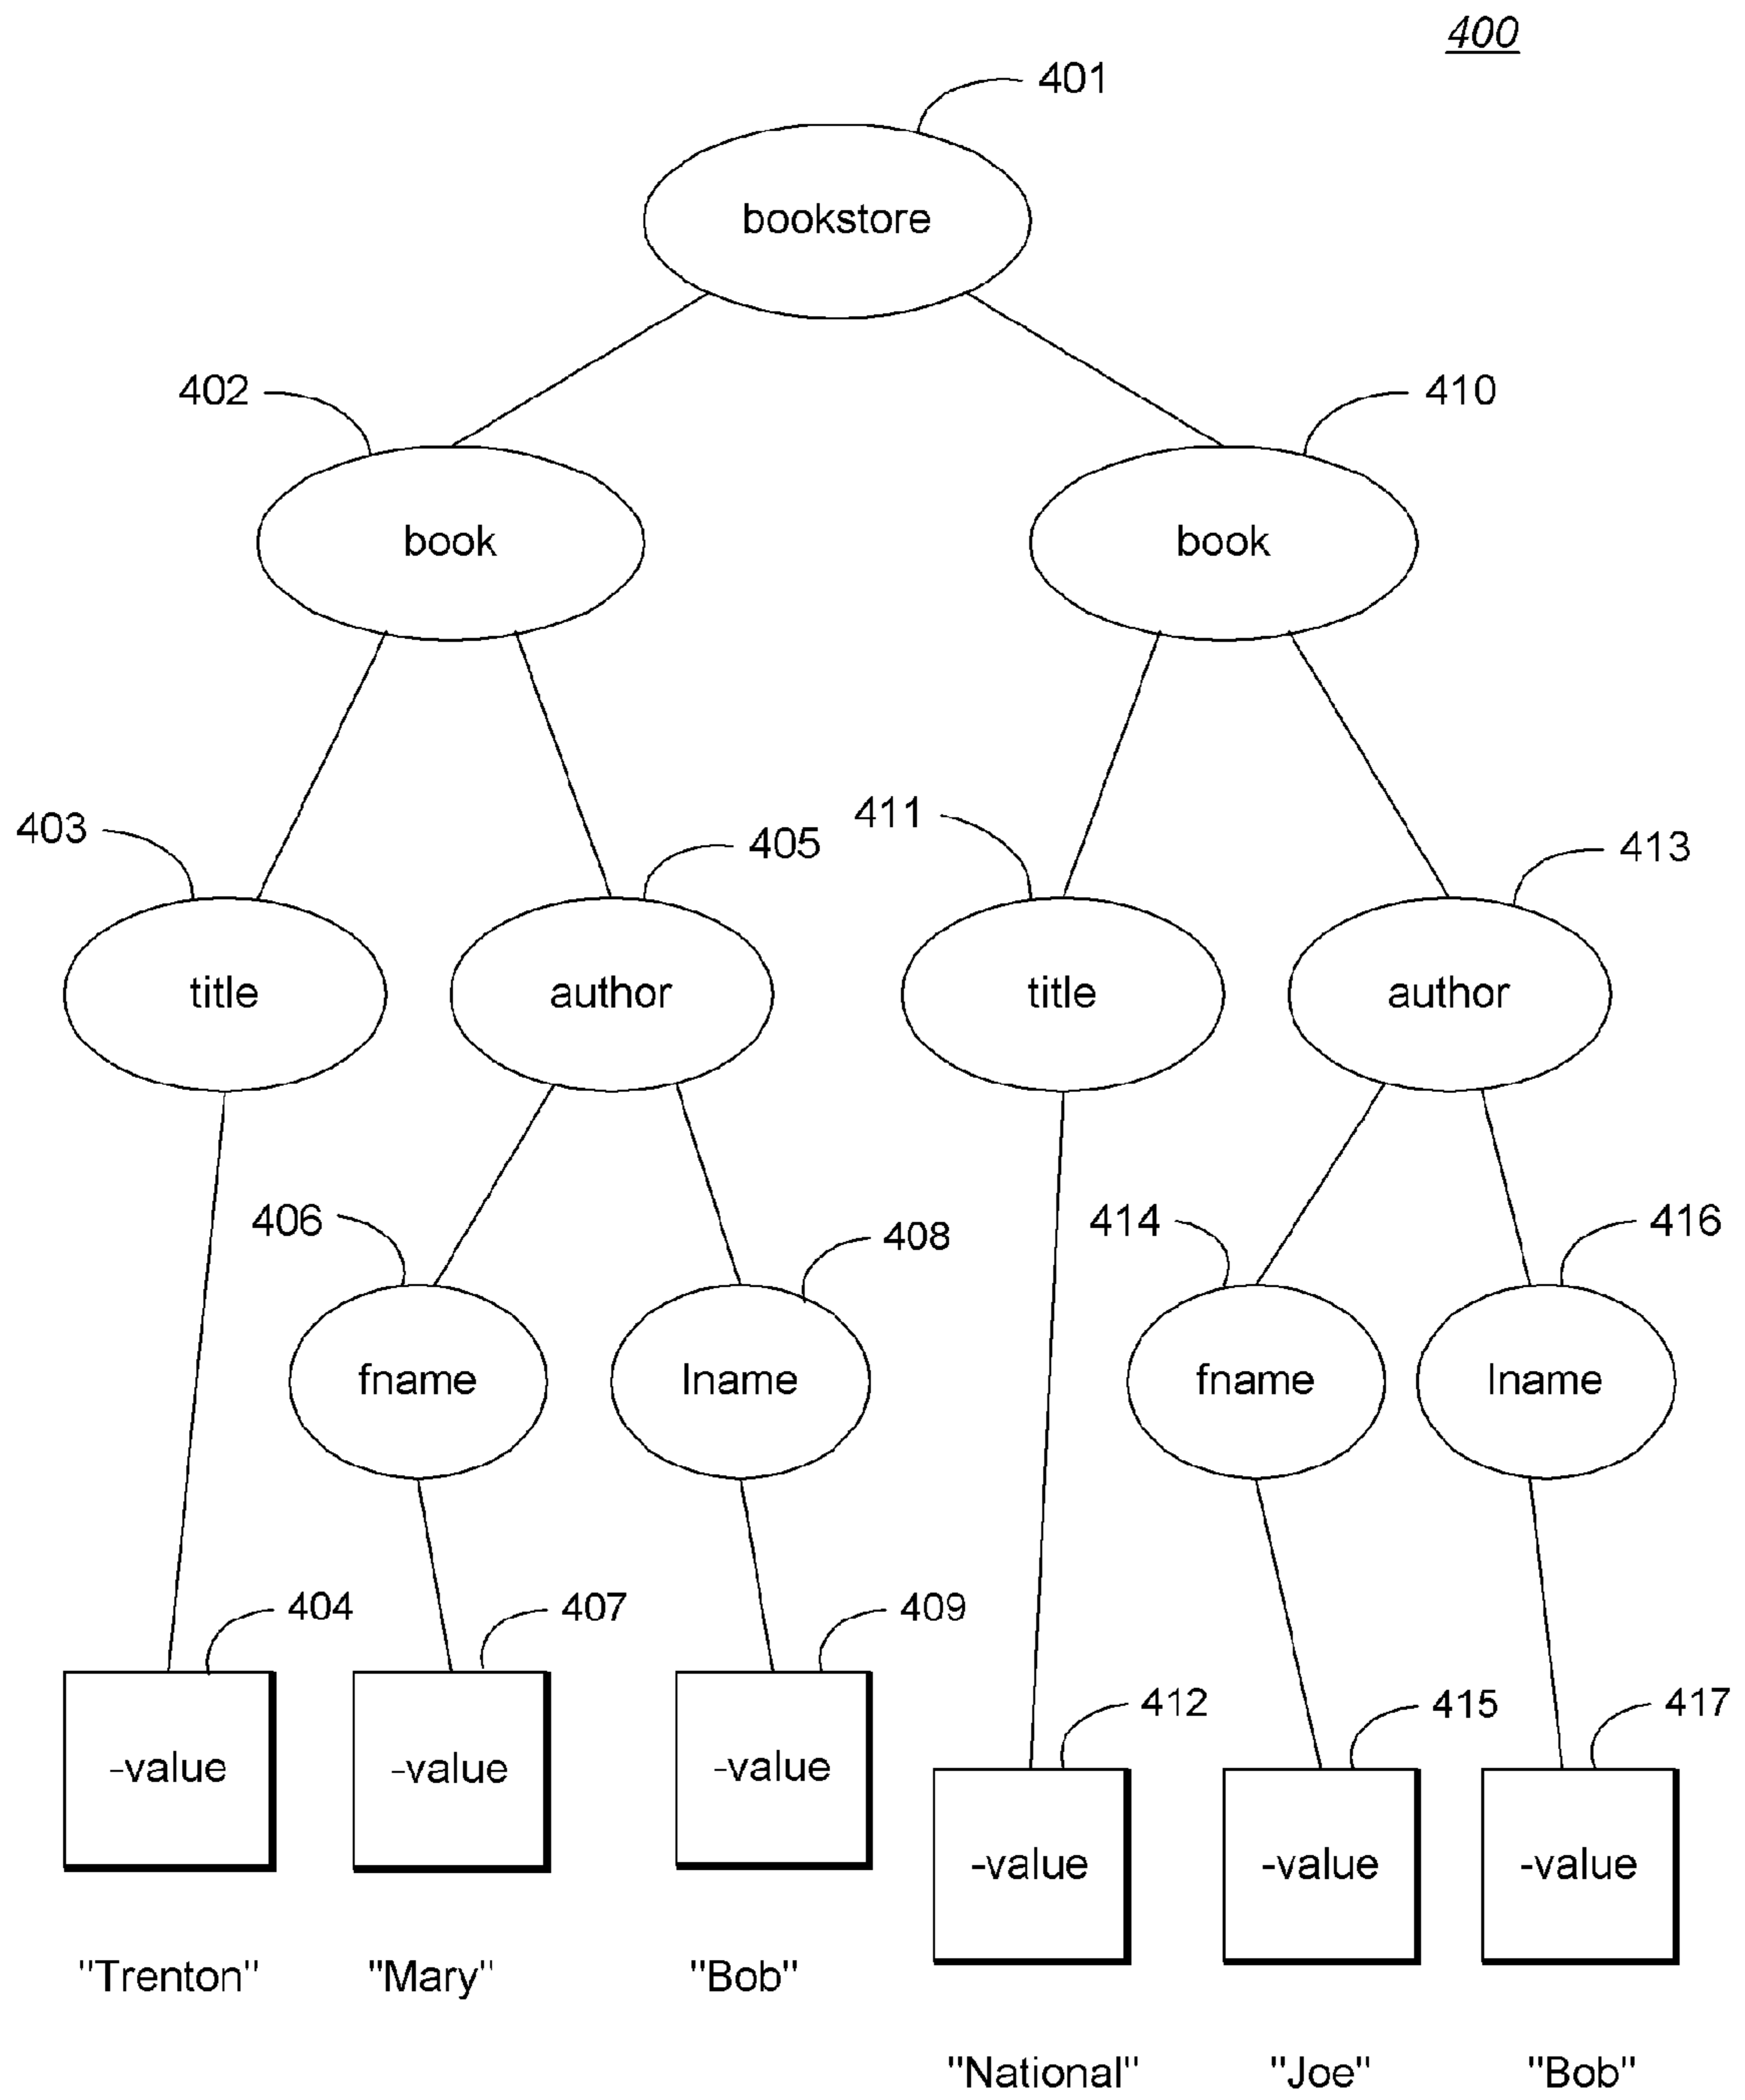 400
401
bookstore
402
410
book
book
403
405
411
413
title
author
title
author
406
408
414
416
fname
lname
fname
lname
404
407
409
412
415
417
-value
-value
-value
-value
-value
-value
"Trenton"
"Mary"
"Bob"
"National"
"Joe"
"Bob"